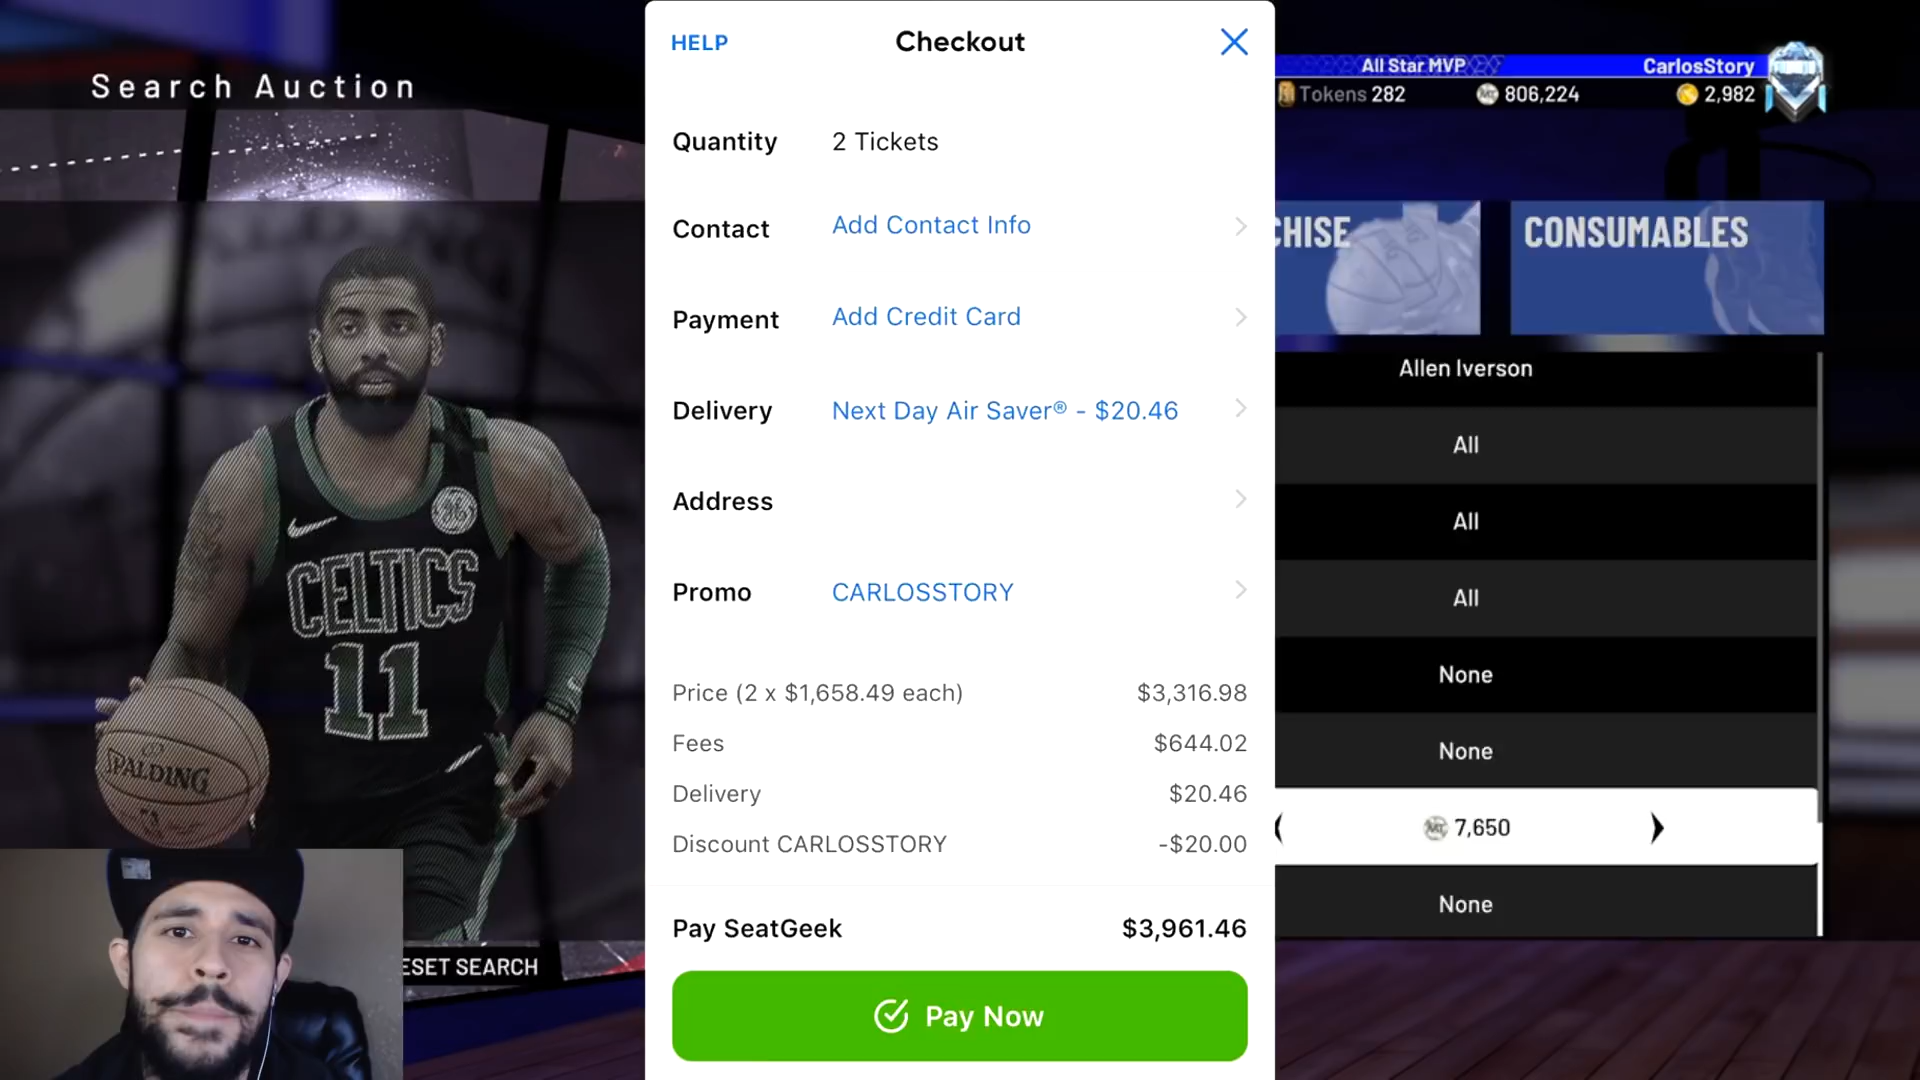 Search Auction
SPALDING
CELTICS
11
SPALDING
ESET SEARCH
HELP
Checkout
Quantity
2 Tickets
Contact
Add Contact Info
Payment
Add Credit Card
Delivery
Next Day Air Saver® - $20.46
Address
Promo
CARLOSSTORY
Price (2 x $1,658.49 each)
$3,316.98
Fees
$644.02
Delivery
$20.46
Discount CARLOSSTORY
-$20.00
Pay SeatGeek
$3,961.46
Pay Now
All Star MVP
CarlosStory
Tokens 282
MT 806,224
2,982
CHISE
CONSUMABLES
Allen Iverson
All
All
All
None
None
MT 7,650
None